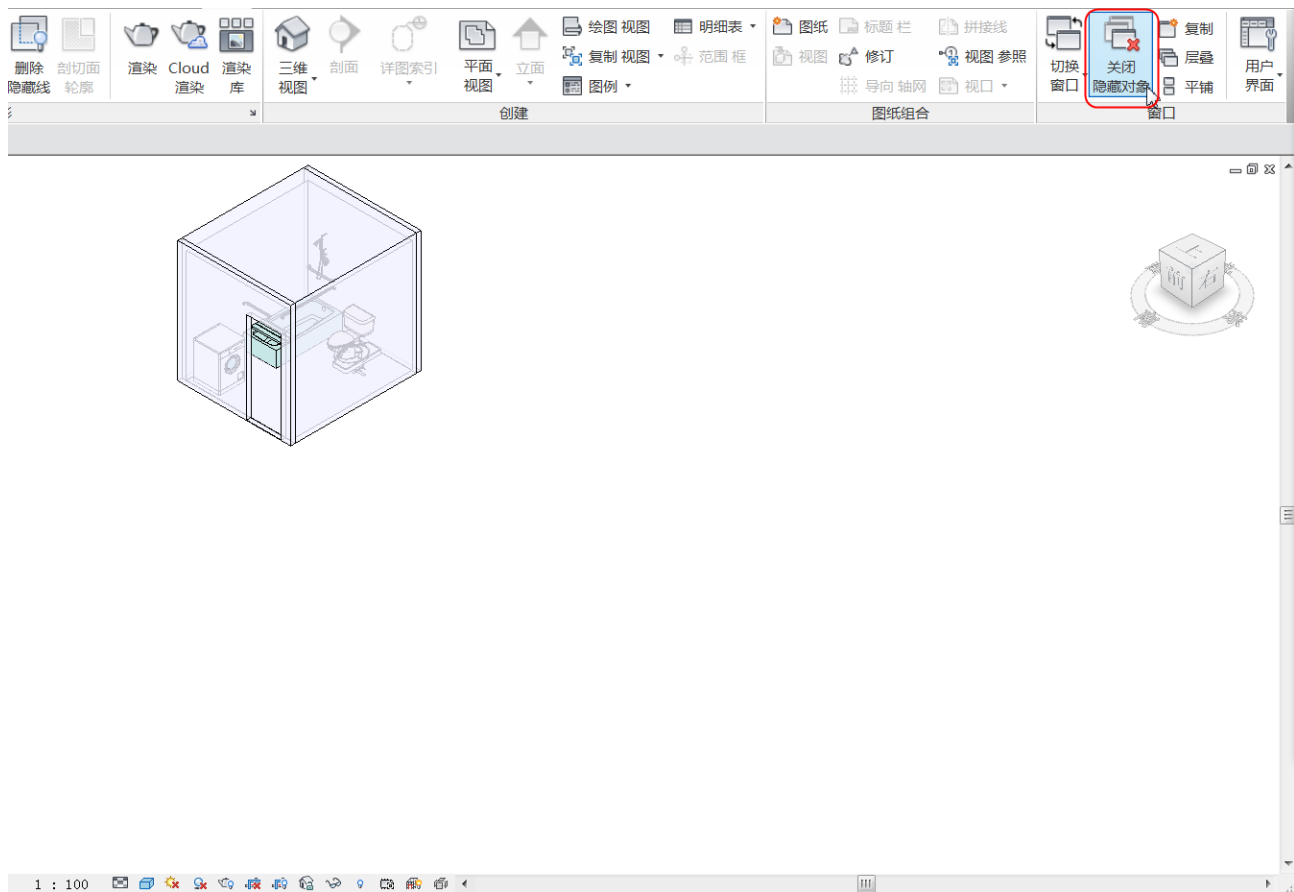 删除 隐藏线
剖切面 轮廓
渲染
Cloud 渲染
渲染 库
三维 视图
剖面
详图索引
平面 视图
立面
绘图 视图
复制 视图
图例
明细表
范围 框
创建
图纸
视图
标题 栏
修订
导向 轴网
拼接线
视图 参照
视口
图纸组合
切换 窗口
关闭 隐藏对象
复制
层叠
平铺
窗口
用户 界面
上
前
右
1 : 100